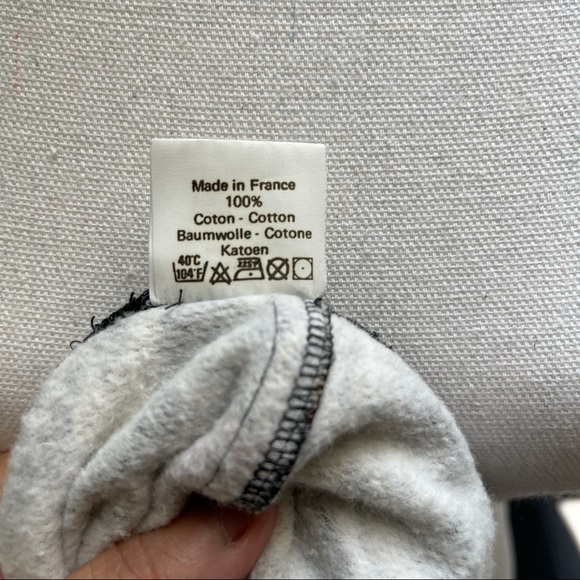 Made in France
100%
Coton - Cotton
Baumwolle - Cotone
Katoen
40°C
104°F